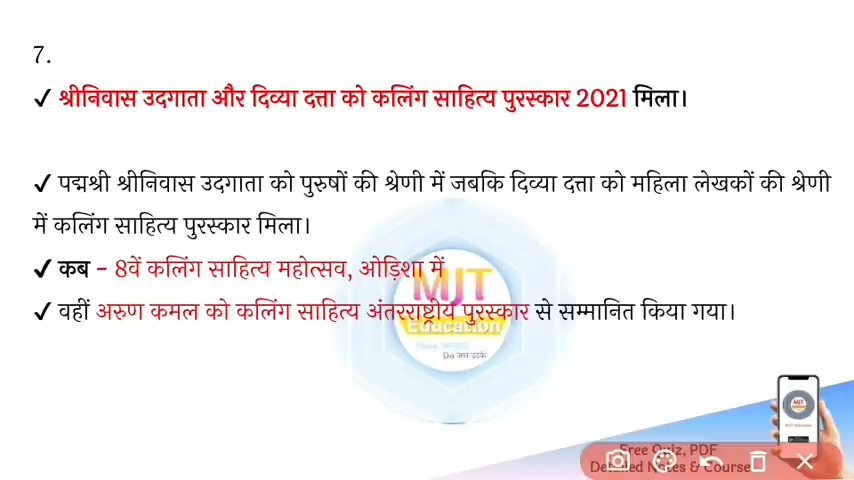 7.
✓ श्रीनिवास उदगाता और दिव्या दत्ता को कलिंग साहित्य पुरस्कार 2021 मिला।
✓ पद्मश्री श्रीनिवास उदगाता को पुरुषों की श्रेणी में जबकि दिव्या दत्ता को महिला लेखकों की श्रेणी
में कलिंग साहित्य पुरस्कार मिला।
✓ कब - 8वें कलिंग साहित्य महोत्सव, ओड़िशा में
✓ वहीं अरुण कमल को कलिंग साहित्य अंतरराष्ट्रीय पुरस्कार से सम्मानित किया गया।
MJT
Education
Free Quiz, PDF
Detailed Notes & Course